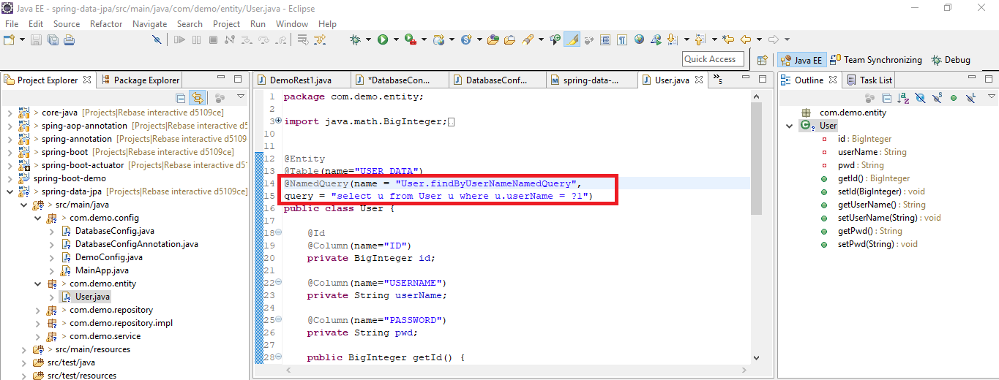 Java EE - spring-data-jpa/src/main/java/com/demo/entity/User.java - Eclipse
File Edit Source Refactor Navigate Search Project Run Window Help
Quick Access
Java EE
Team Synchronizing
Debug
Project Explorer
Package Explorer
> core-java [Projects|Rebase interactive d5109ce]
> spring-aop-annotation [Projects|Rebase interactive d
> spring-annotation [Projects|Rebase interactive d5109
> spring-boot [Projects|Rebase interactive d5109ce]
> spring-boot-actuator [Projects|Rebase interactive d5
spring-boot-demo
> spring-data-jpa [Projects|Rebase interactive d5109ce]
> src/main/java
> com.demo.config
> DatabaseConfig.java
> DatabaseConfigAnnotation.java
> DemoConfig.java
> MainApp.java
> com.demo.entity
> User.java
> com.demo.repository
> com.demo.repository.impl
> com.demo.service
> src/main/resources
src/test/java
src/test/resources
DemoRest1.java
*DatabaseCon...
DatabaseConf...
spring-data-...
User.java
»5
1 package com.demo.entity;
2
3 import java.math.BigInteger;
10
11
12 @Entity
13 @Table(name="USER_DATA")
14 @NamedQuery(name = "User.findByUserNameNamedQuery",
15 query = "select u from User u where u.userName = ?1")
16 public class User {
17
18 @Id
19 @Column(name="ID")
20 private BigInteger id;
21
22 @Column(name="USERNAME")
23 private String userName;
24
25 @Column(name="PASSWORD")
26 private String pwd;
27
28 public BigInteger getId() {
Outline
Task List
com.demo.entity
User
id : BigInteger
userName : String
pwd : String
getId() : BigInteger
setId(BigInteger) : void
getUserName() : String
setUserName(String) : void
getPwd() : String
setPwd(String) : void